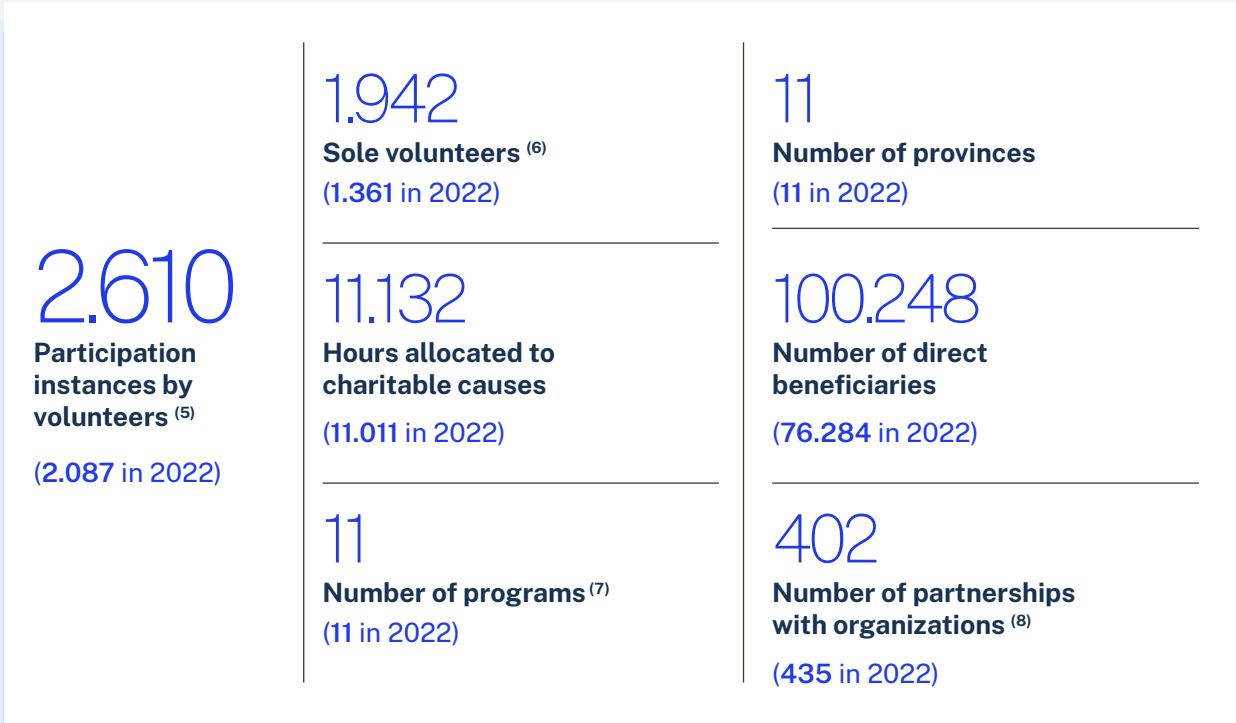 2.610
Participation
instances by
volunteers (5)
(2.087 in 2022)
1.942
Sole volunteers (6)
(1.361 in 2022)
11.132
Hours allocated to
charitable causes
(11.011 in 2022)
11
Number of programs (7)
(11 in 2022)
11
Number of provinces
(11 in 2022)
100.248
Number of direct
beneficiaries
(76.284 in 2022)
402
Number of partnerships
with organizations (8)
(435 in 2022)